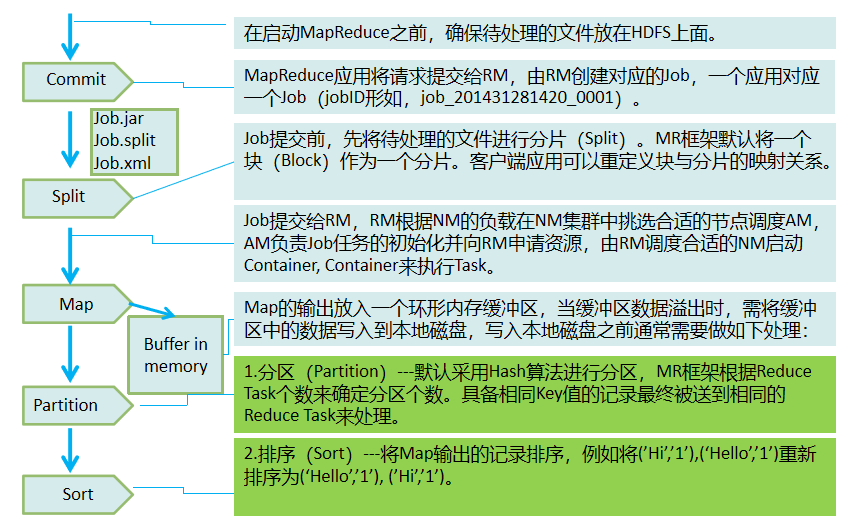 在启动MapReduce之前，确保待处理的文件放在HDFS上面。
Commit
MapReduce应用将请求提交给RM，由RM创建对应的Job，一个应用对应
一个Job（jobID形如，job_201431281420_0001）。
Job.jar
Job.split
Job.xml
Job提交前，先将待处理的文件进行分片（Split）。MR框架默认将一个
块（Block）作为一个分片。客户端应用可以重定义块与分片的映射关系。
Split
Job提交给RM，RM根据NM的负载在NM集群中挑选合适的节点调度AM，
AM负责Job任务的初始化并向RM申请资源，由RM调度合适的NM启动
Container, Container来执行Task。
Map
Map的输出放入一个环形内存缓冲区，当缓冲区数据溢出时，需将缓冲
区中的数据写入到本地磁盘，写入本地磁盘之前通常需要做如下处理：
Buffer in
memory
1.分区（Partition）---默认采用Hash算法进行分区，MR框架根据Reduce
Task个数来确定分区个数。具备相同Key值的记录最终被送到相同的
Reduce Task来处理。
Partition
2.排序（Sort）---将Map输出的记录排序，例如将('Hi','1'),('Hello','1')重新
排序为('Hello','1'), ('Hi','1')。
Sort